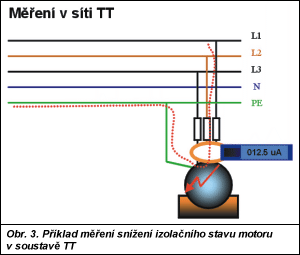 Měření v síti TT
L1
L2
L3
N
PE
012.5 uA
Obr. 3. Příklad měření snížení izolačního stavu motoru
v soustavě TT